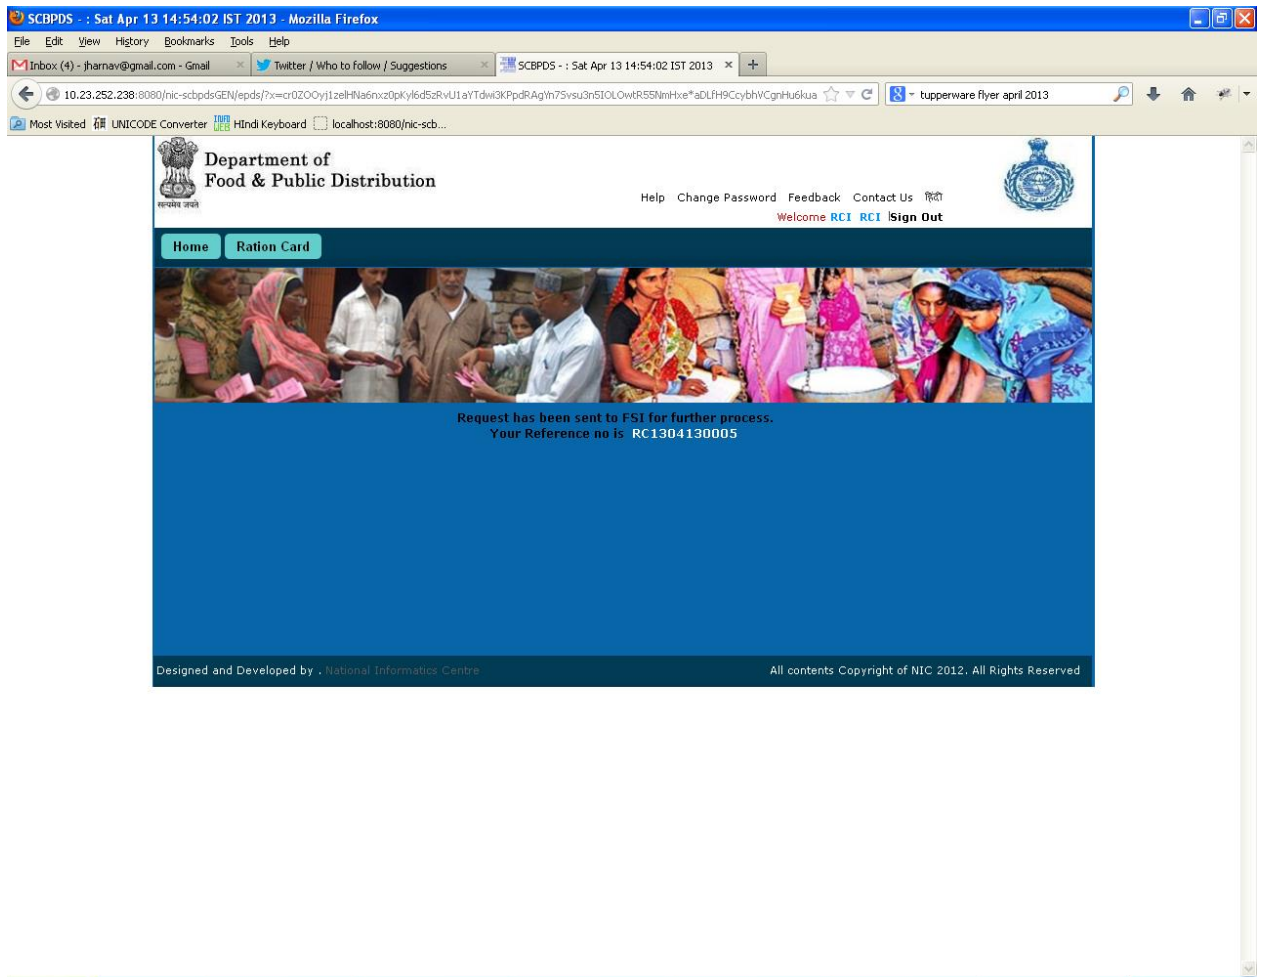 SCBPDS - : Sat Apr 13 14:54:02 IST 2013 - Mozilla Firefox
File Edit View History Bookmarks Tools Help
Inbox (4) - jharnav@gmail.com - Gmail × Twitter / Who to follow / Suggestions × SCBPDS - : Sat Apr 13 14:54:02 IST 2013 × +
10.23.252.238:8080/nic-scbpdsGEN/epds/?x= tupperware flyer april 2013
Most Visited UNICODE Converter HIndi Keyboard localhost:8080/nic-scb...
Department of
Food & Public Distribution
सत्यमेव जयते
Help Change Password Feedback Contact Us हिंदी
Welcome RCI RCI |Sign Out
Home Ration Card
Request has been sent to FSI for further process.
Your Reference no is RC1304130005
Designed and Developed by . National Informatics Centre All contents Copyright of NIC 2012. All Rights Reserved